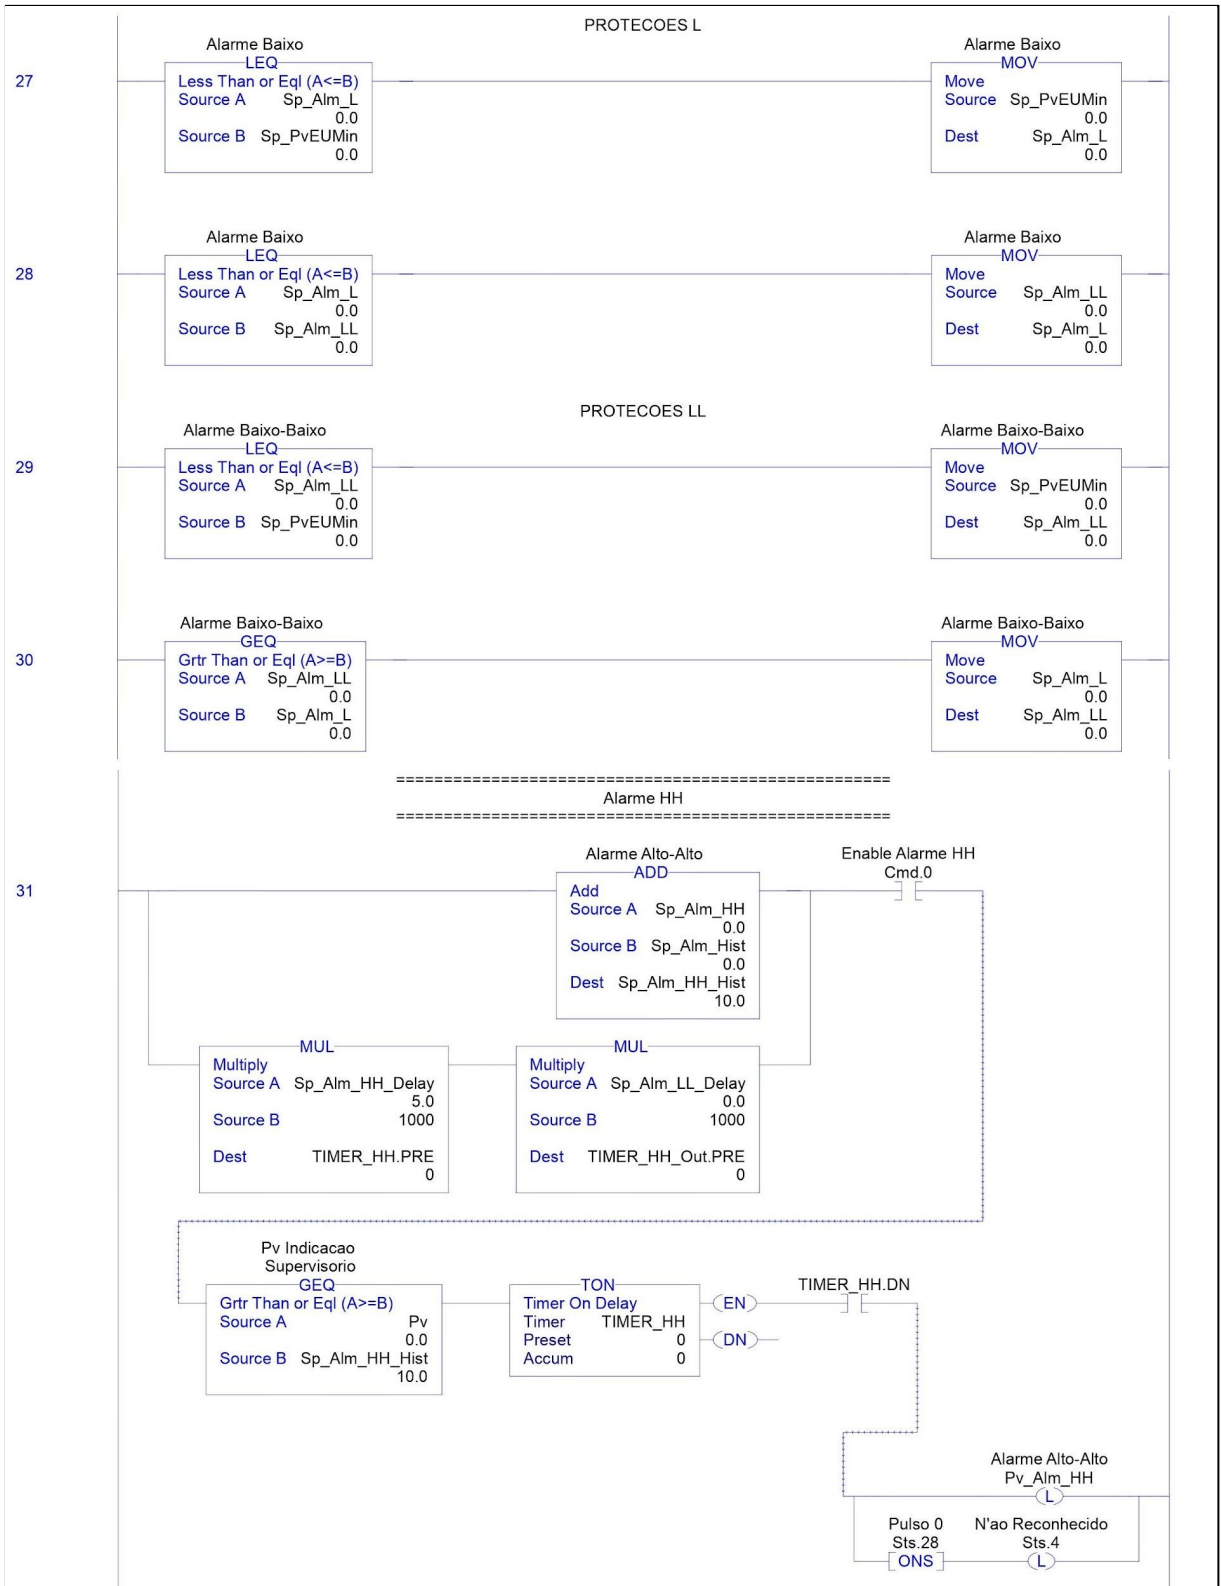 PROTECOES L
27
Alarme Baixo
LEQ
Less Than or Eql (A<=B)
Source A Sp_Alm_L
0.0
Source B Sp_PvEUMin
0.0
Alarme Baixo
MOV
Move
Source Sp_PvEUMin
0.0
Dest Sp_Alm_L
0.0
28
Alarme Baixo
LEQ
Less Than or Eql (A<=B)
Source A Sp_Alm_L
0.0
Source B Sp_Alm_LL
0.0
Alarme Baixo
MOV
Move
Source Sp_Alm_LL
0.0
Dest Sp_Alm_L
0.0
PROTECOES LL
29
Alarme Baixo-Baixo
LEQ
Less Than or Eql (A<=B)
Source A Sp_Alm_LL
0.0
Source B Sp_PvEUMin
0.0
Alarme Baixo-Baixo
MOV
Move
Source Sp_PvEUMin
0.0
Dest Sp_Alm_LL
0.0
30
Alarme Baixo-Baixo
GEQ
Grtr Than or Eql (A>=B)
Source A Sp_Alm_LL
0.0
Source B Sp_Alm_L
0.0
Alarme Baixo-Baixo
MOV
Move
Source Sp_Alm_L
0.0
Dest Sp_Alm_LL
0.0
==================================================
Alarme HH
==================================================
31
Alarme Alto-Alto
ADD
Add
Source A Sp_Alm_HH
0.0
Source B Sp_Alm_Hist
0.0
Dest Sp_Alm_HH_Hist
10.0
Enable Alarme HH
Cmd.0
MUL
Multiply
Source A Sp_Alm_HH_Delay
5.0
Source B 1000
Dest TIMER_HH.PRE
0
MUL
Multiply
Source A Sp_Alm_LL_Delay
0.0
Source B 1000
Dest TIMER_HH_Out.PRE
0
Pv Indicacao
Supervisorio
GEQ
Grtr Than or Eql (A>=B)
Source A Pv
0.0
Source B Sp_Alm_HH_Hist
10.0
TON
Timer On Delay
Timer TIMER_HH
Preset 0
Accum 0
EN
DN
TIMER_HH.DN
Alarme Alto-Alto
Pv_Alm_HH
L
Pulso 0
Sts.28
ONS
N'ao Reconhecido
Sts.4
L